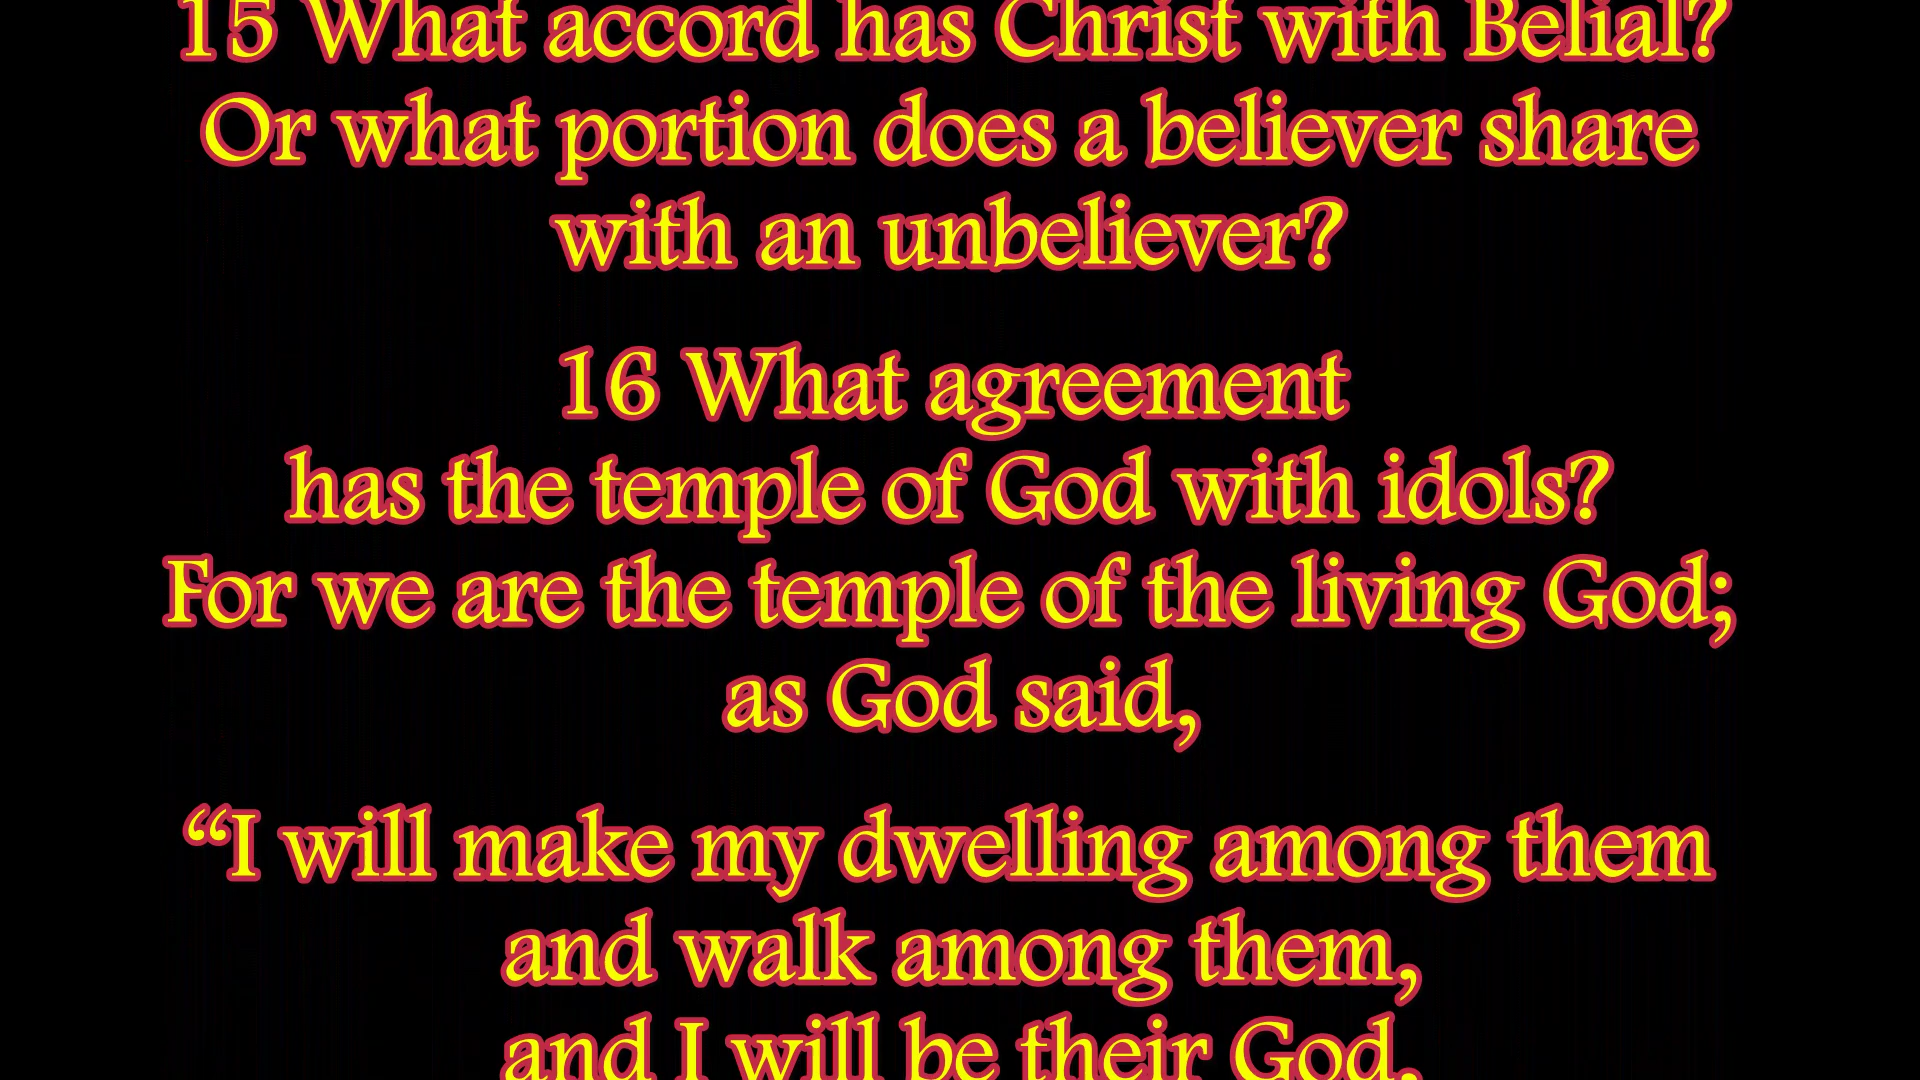 15 What accord has Christ with Belial?
Or what portion does a believer share
with an unbeliever?
16 What agreement
has the temple of God with idols?
For we are the temple of the living God;
as God said,
“I will make my dwelling among them
and walk among them,
and I will be their God,